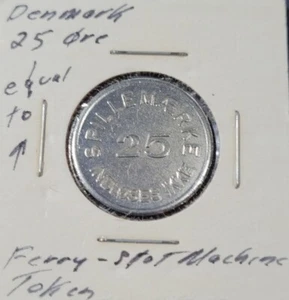 Denmark
25 Øre
equal
to
↑
SPILLEMÆRKE
25
Ferry - Slot Machine
Token